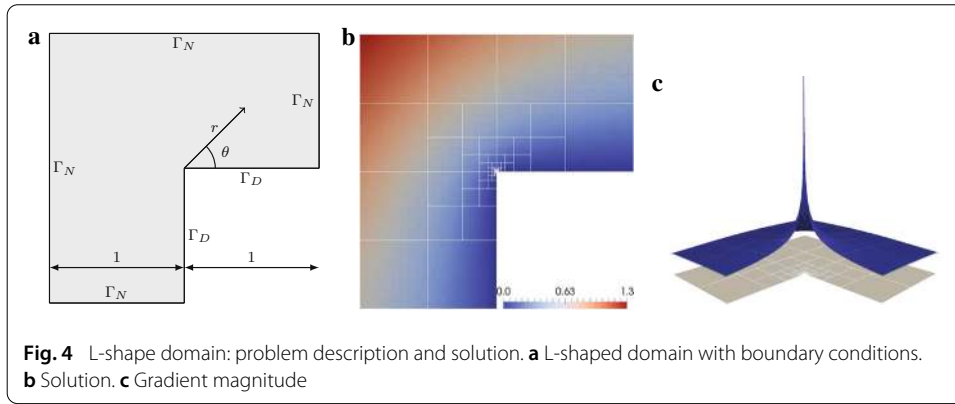 a
Γ_N
Γ_N
r
θ
Γ_N
Γ_D
Γ_D
1
1
Γ_N
b
0.0 0.63 1.3
c
Fig. 4 L-shape domain: problem description and solution. a L-shaped domain with boundary conditions.
b Solution. c Gradient magnitude